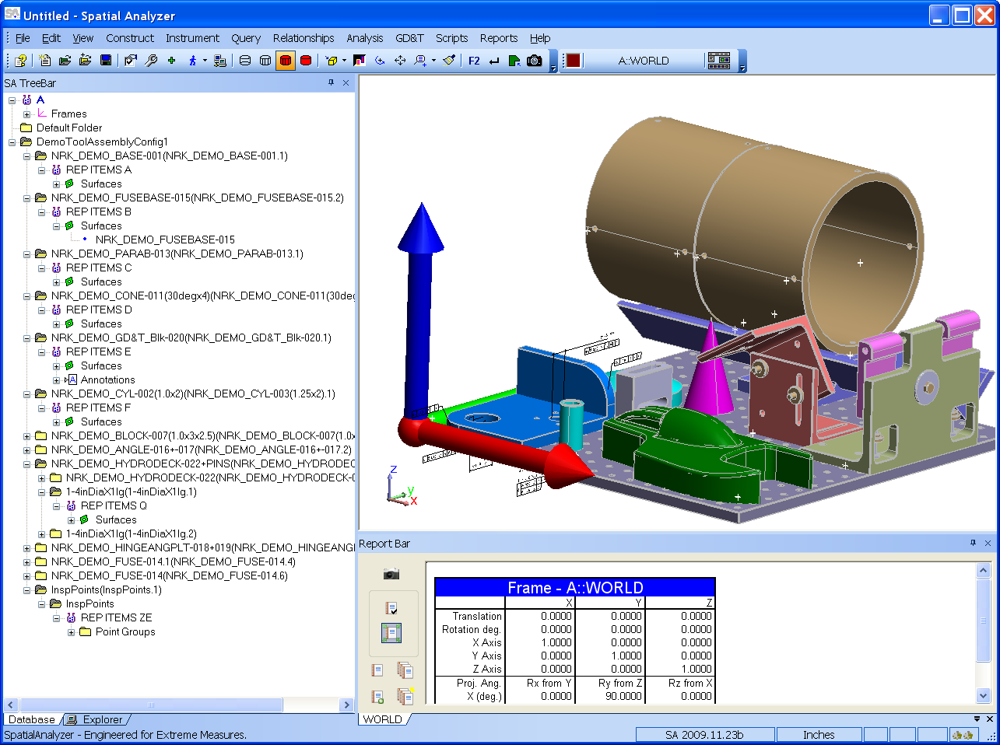 Untitled - Spatial Analyzer
File Edit View Construct Instrument Query Relationships Analysis GD&T Scripts Reports Help
F2 A::WORLD
SA TreeBar
A
Frames
Default Folder
DemoToolAssemblyConfig1
NRK_DEMO_BASE-001(NRK_DEMO_BASE-001.1)
REP ITEMS A
Surfaces
NRK_DEMO_FUSEBASE-015(NRK_DEMO_FUSEBASE-015.2)
REP ITEMS B
Surfaces
NRK_DEMO_FUSEBASE-015
NRK_DEMO_PARAB-013(NRK_DEMO_PARAB-013.1)
REP ITEMS C
Surfaces
NRK_DEMO_CONE-011(30degx4)(NRK_DEMO_CONE-011(30deg
REP ITEMS D
Surfaces
NRK_DEMO_GD&T_Blk-020(NRK_DEMO_GD&T_Blk-020.1)
REP ITEMS E
Surfaces
Annotations
NRK_DEMO_CYL-002(1.0x2)(NRK_DEMO_CYL-003(1.25x2).1)
REP ITEMS F
Surfaces
NRK_DEMO_BLOCK-007(1.0x3x2.5)(NRK_DEMO_BLOCK-007(1.0x
NRK_DEMO_ANGLE-016+-017(NRK_DEMO_ANGLE-016+-017.2)
NRK_DEMO_HYDRODECK-022+PINS(NRK_DEMO_HYDRODEC
NRK_DEMO_HYDRODECK-022(NRK_DEMO_HYDRODECK-0
1-4inDiaX1lg(1-4inDiaX1lg.1)
REP ITEMS Q
Surfaces
1-4inDiaX1lg(1-4inDiaX1lg.2)
NRK_DEMO_HINGEANGPLT-018+019(NRK_DEMO_HINGEANGI
NRK_DEMO_FUSE-014.1(NRK_DEMO_FUSE-014.4)
NRK_DEMO_FUSE-014(NRK_DEMO_FUSE-014.6)
InspPoints(InspPoints.1)
InspPoints
REP ITEMS ZE
Point Groups
Database Explorer
Z
y
X
Report Bar
Frame - A::WORLD
X Y Z
Translation 0.0000 0.0000 0.0000
Rotation deg. 0.0000 0.0000 0.0000
X Axis 1.0000 0.0000 0.0000
Y Axis 0.0000 1.0000 0.0000
Z Axis 0.0000 0.0000 1.0000
Proj. Ang. Rx from Y Ry from Z Rz from X
X (deg.) 0.0000 90.0000 0.0000
WORLD
SpatialAnalyzer - Engineered for Extreme Measures.
SA 2009.11.23b
Inches